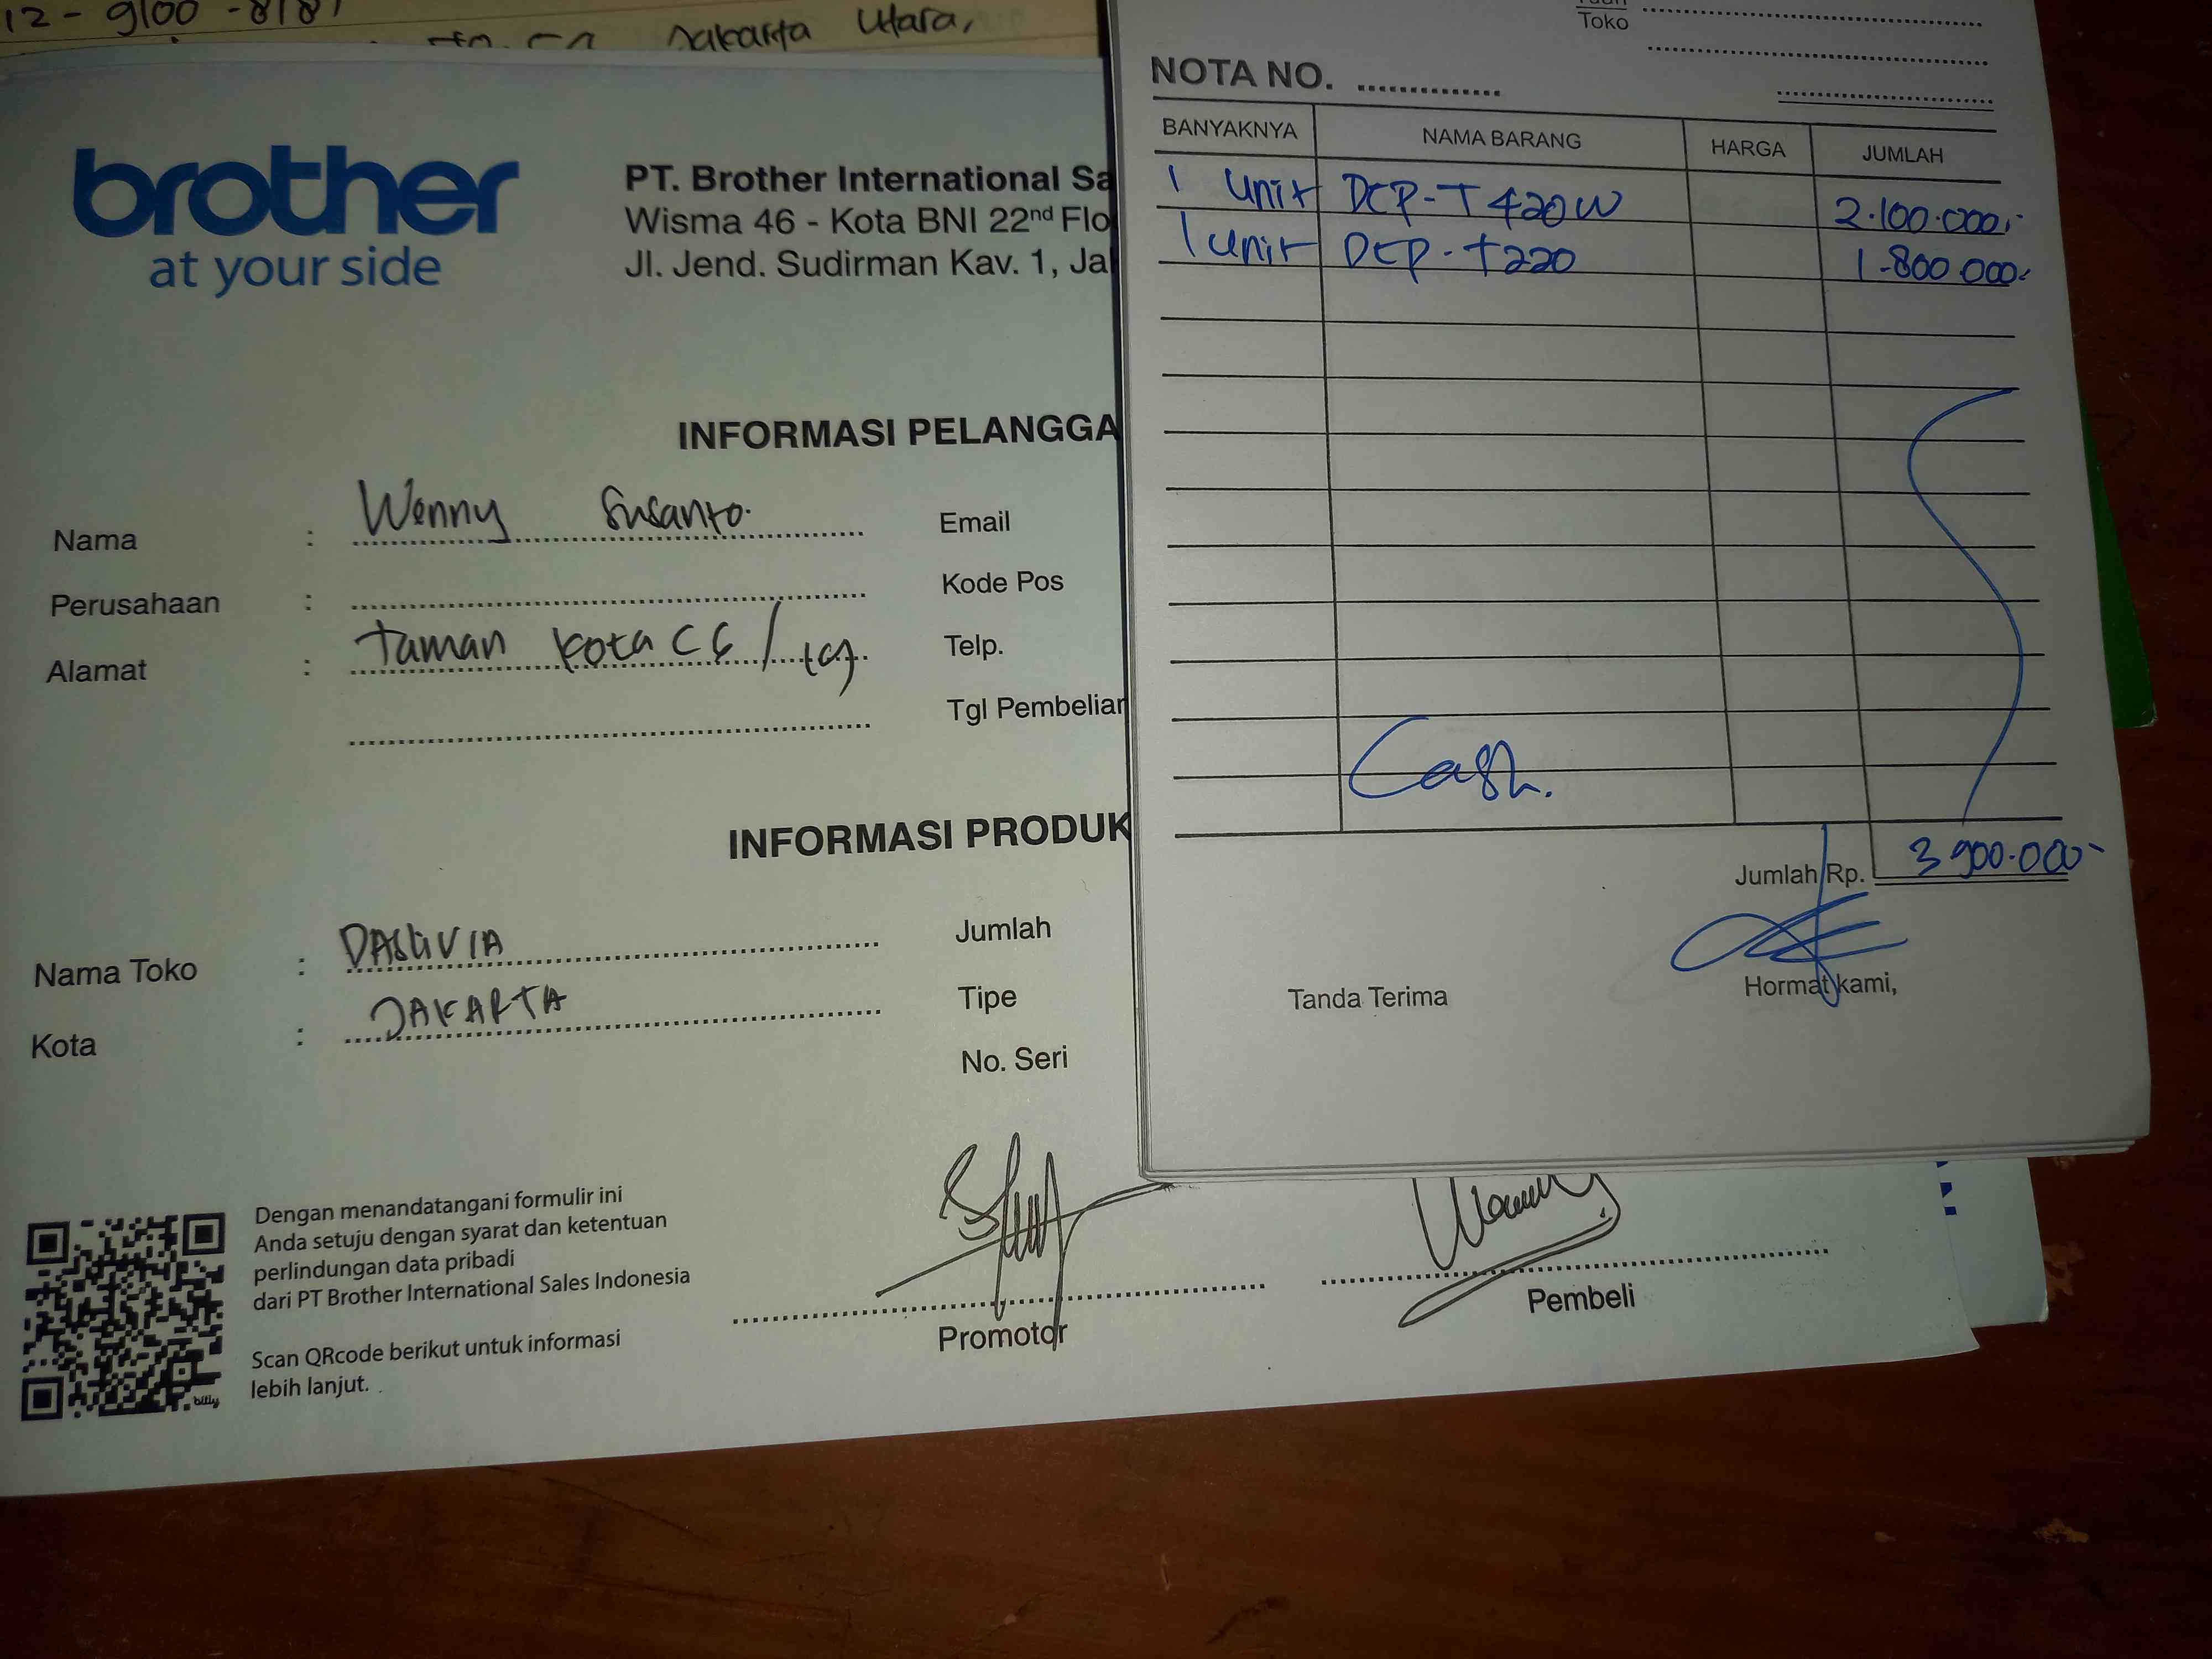 12 - 9100 - 8181
Jakarta Utara,
brother
at your side
PT. Brother International Sa
Wisma 46 - Kota BNI 22nd Flo
Jl. Jend. Sudirman Kav. 1, Ja
INFORMASI PELANGGA
Nama : Wenny Susanto.
Perusahaan :
Alamat : Taman Kota C6 /
Email
Kode Pos
Telp.
Tgl Pembelian
INFORMASI PRODUK
Nama Toko :
Kota : JAKARTA
Jumlah
Tipe
No. Seri
Dengan menandatangani formulir ini
Anda setuju dengan syarat dan ketentuan
perlindungan data pribadi
dari PT Brother International Sales Indonesia
Scan QRcode berikut untuk informasi
lebih lanjut.
billy
Promotor
Pembeli
Toko
NOTA NO.
BANYAKNYA NAMA BARANG HARGA JUMLAH
1 unit DCP-T420W 2.100.000,-
1 unit DCP-T220 1.800.000,-
Cash.
Jumlah Rp. 3.900.000-
Tanda Terima
Hormat kami,